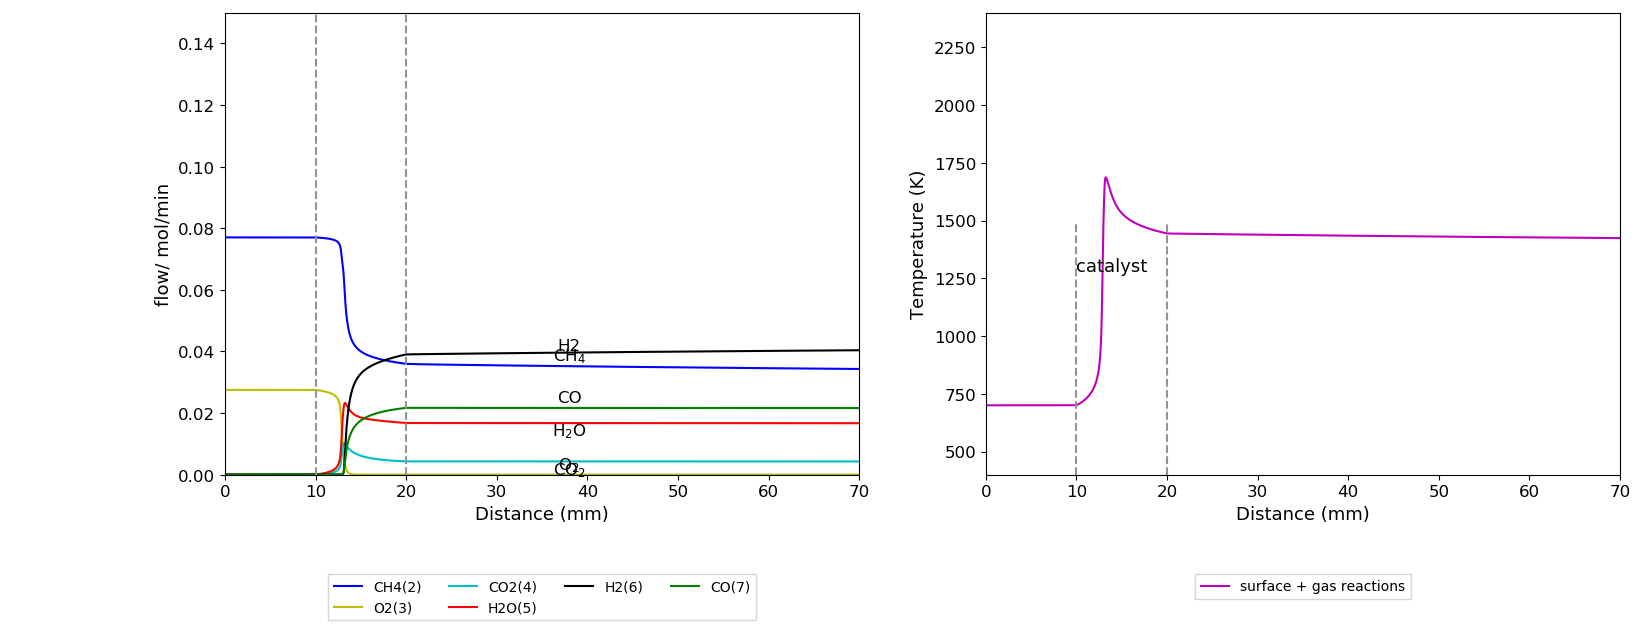 0.14
0.12
0.10
0.08
0.06
0.04
0.02
0.00
flow/ mol/min
H2
CH₄
CO
H₂O
O₂
CO₂
0 10 20 30 40 50 60 70
Distance (mm)
CH4(2) CO2(4) H2(6) CO(7)
O2(3) H2O(5)
2250
2000
1750
1500
1250
1000
750
500
Temperature (K)
catalyst
0 10 20 30 40 50 60 70
Distance (mm)
surface + gas reactions